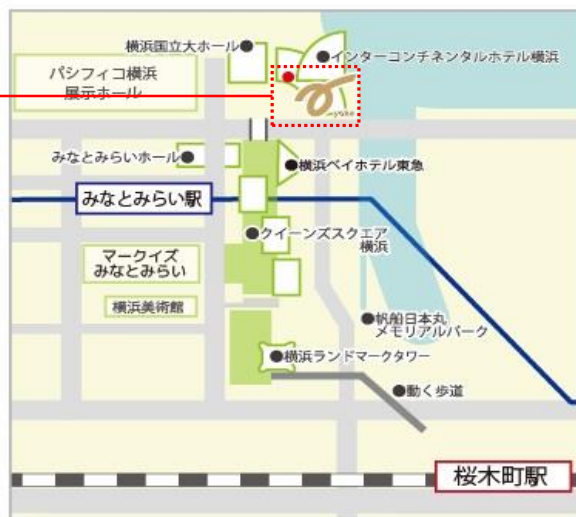 横浜国立大ホール
インターコンチネンタルホテル横浜
パシフィコ横浜
展示ホール
みなとみらいホール
横浜ベイホテル東急
みなとみらい駅
クイーンズスクエア
横浜
マークイズ
みなとみらい
横浜美術館
帆船日本丸
メモリアルパーク
横浜ランドマークタワー
動く歩道
桜木町駅